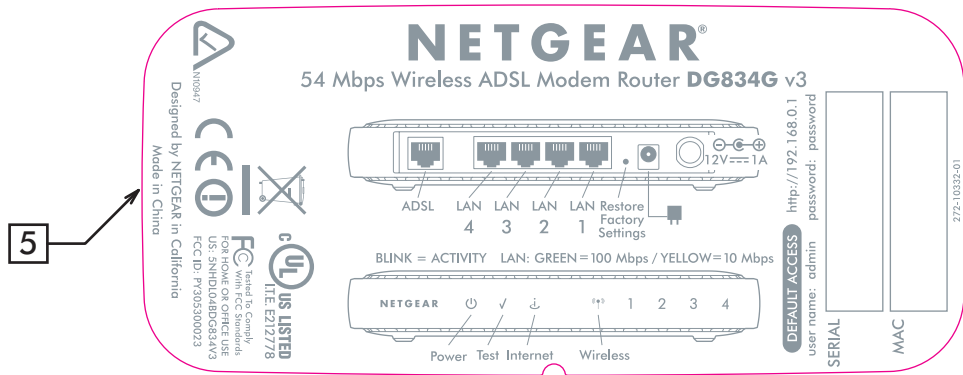 5
N10947
Designed by NETGEAR in California
Made in China
C UL US LISTED
I.T.E. E212778
FC Tested To Comply
With FCC Standards
FOR HOME OR OFFICE USE
US: 5NHDL04BDG834V3
FCC ID: PY305300023
NETGEAR®
54 Mbps Wireless ADSL Modem Router DG834G v3
12V 1A
ADSL
LAN 4
LAN 3
LAN 2
LAN 1
Restore
Factory
Settings
BLINK = ACTIVITY LAN: GREEN=100 Mbps / YELLOW=10 Mbps
NETGEAR 1 2 3 4
Power Test Internet Wireless
DEFAULT ACCESS http://192.168.0.1
user name: admin password: password
SERIAL
MAC
272-10332-01